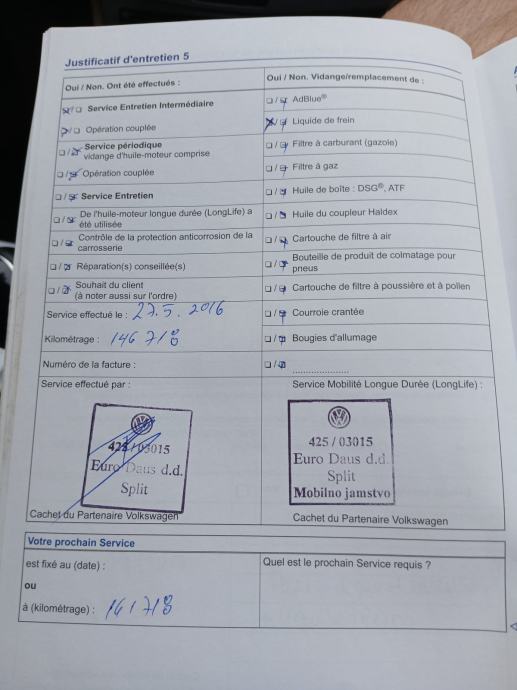 Justificatif d'entretien 5
Oui / Non. Ont été effectués :
Service Entretien Intermédiaire
Opération couplée
Service périodique
vidange d'huile-moteur comprise
Opération couplée
Service Entretien
De l'huile-moteur longue durée (LongLife) a
été utilisée
Contrôle de la protection anticorrosion de la
carrosserie
Réparation(s) conseillée(s)
Souhait du client
(à noter aussi sur l'ordre)
Service effectué le : 27.5.2016
Kilométrage : 146 718
Numéro de la facture :
Oui / Non. Vidange/remplacement de :
AdBlue®
Liquide de frein
Filtre à carburant (gazole)
Filtre à gaz
Huile de boîte : DSG®, ATF
Huile du coupleur Haldex
Cartouche de filtre à air
Bouteille de produit de colmatage pour
pneus
Cartouche de filtre à poussière et à pollen
Courroie crantée
Bougies d'allumage
Service effectué par :
425 / 03015
Euro Daus d.d.
Split
Cachet du Partenaire Volkswagen
Service Mobilité Longue Durée (LongLife) :
425 / 03015
Euro Daus d.d.
Split
Mobilno jamstvo
Cachet du Partenaire Volkswagen
Votre prochain Service
est fixé au (date) :
ou
à (kilométrage) : 161718
Quel est le prochain Service requis ?